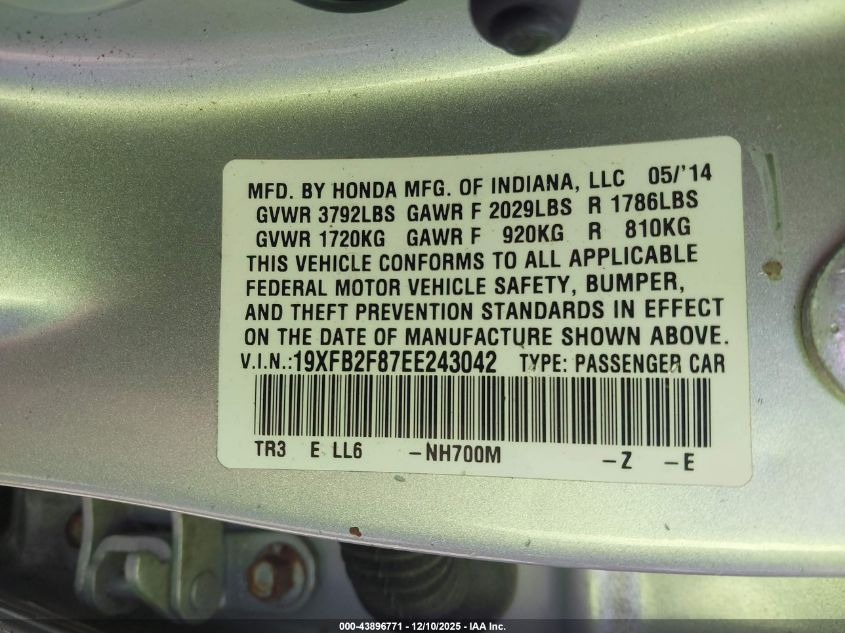 MFD. BY HONDA MFG. OF INDIANA, LLC 05/'14
GVWR 3792LBS GAWR F 2029LBS R 1786LBS
GVWR 1720KG GAWR F 920KG R 810KG
THIS VEHICLE CONFORMS TO ALL APPLICABLE
FEDERAL MOTOR VEHICLE SAFETY, BUMPER,
AND THEFT PREVENTION STANDARDS IN EFFECT
ON THE DATE OF MANUFACTURE SHOWN ABOVE.
V.I.N.:19XFB2F87EE243042 TYPE: PASSENGER CAR
TR3 E LL6 -NH700M -Z -E
000-43896771 | 12/10/2025 - IAA Inc.